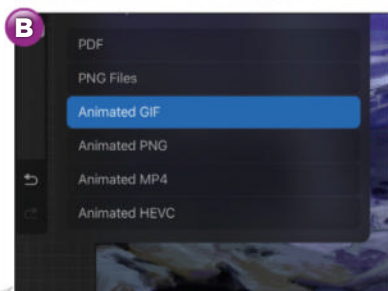 B
PDF
PNG Files
Animated GIF
Animated PNG
Animated MP4
Animated HEVC